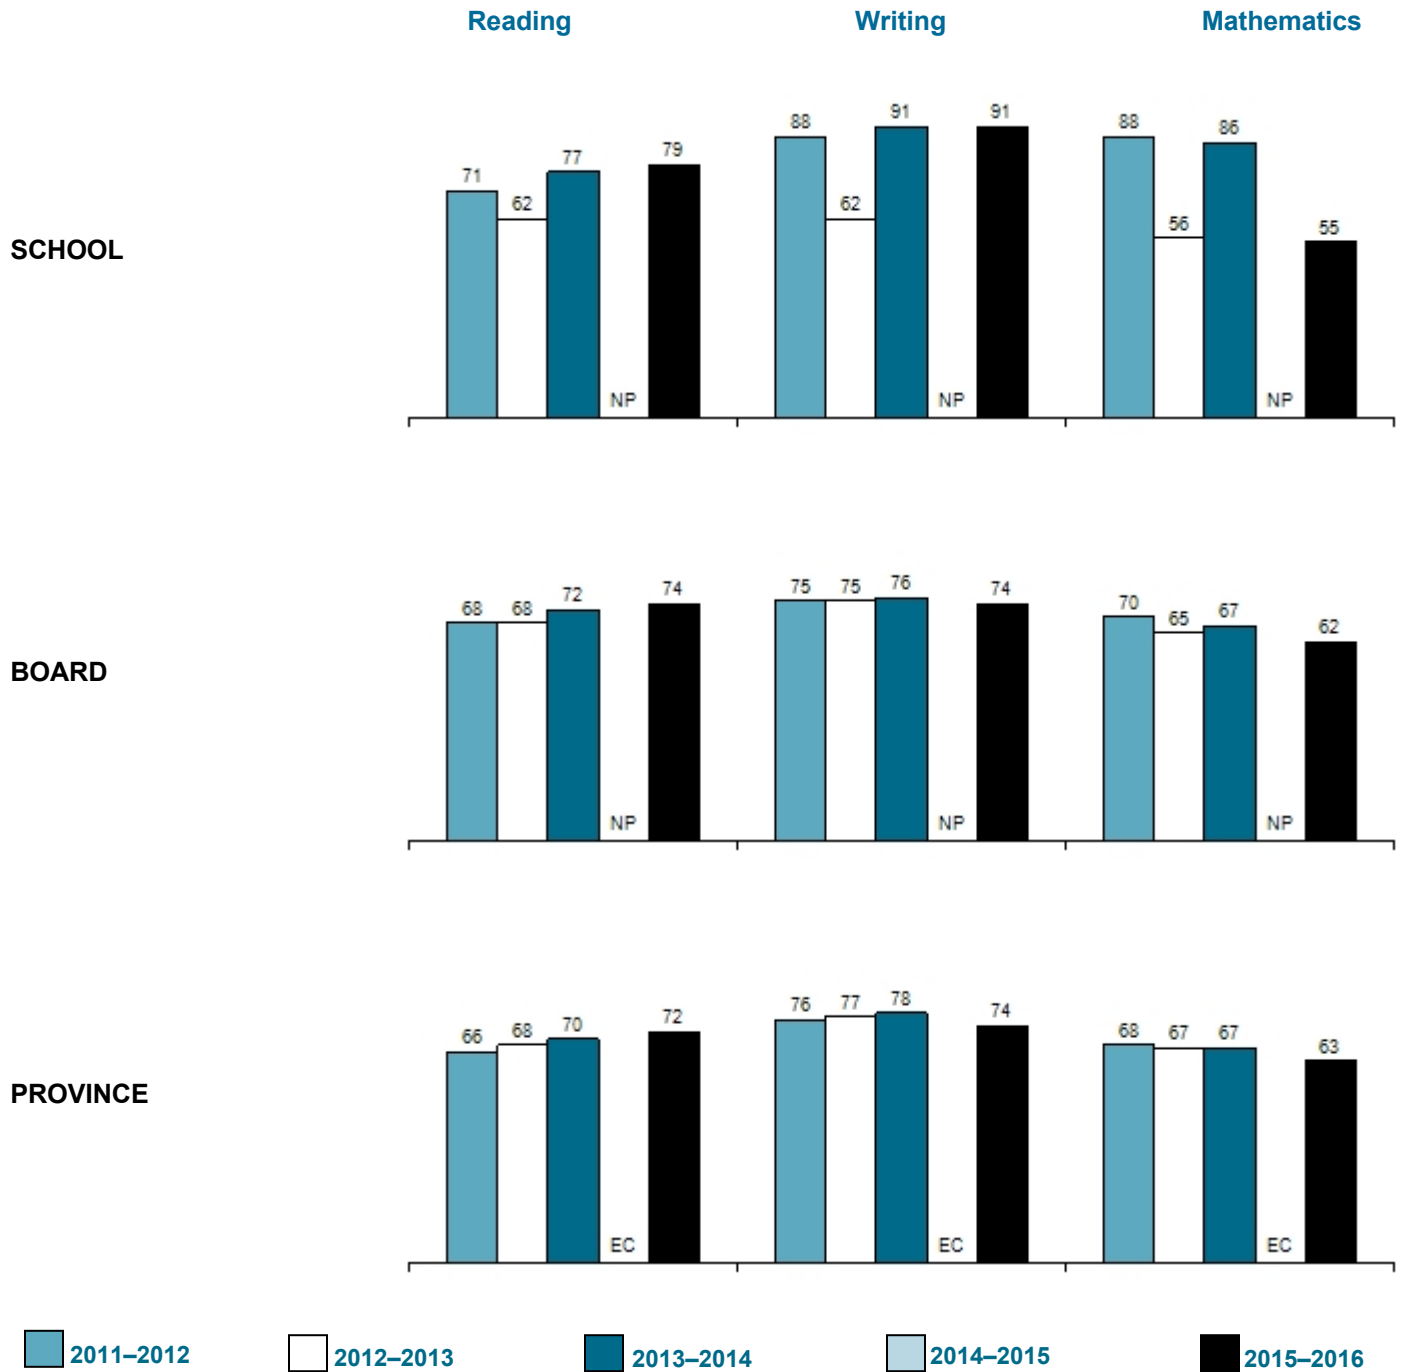 Reading Writing Mathematics
SCHOOL
71 62 77 NP 79 88 62 91 NP 91 88 56 86 NP 55
BOARD
68 68 72 NP 74 75 75 76 NP 74 70 65 67 NP 62
PROVINCE
66 68 70 EC 72 76 77 78 EC 74 68 67 67 EC 63
2011–2012 2012–2013 2013–2014 2014–2015 2015–2016